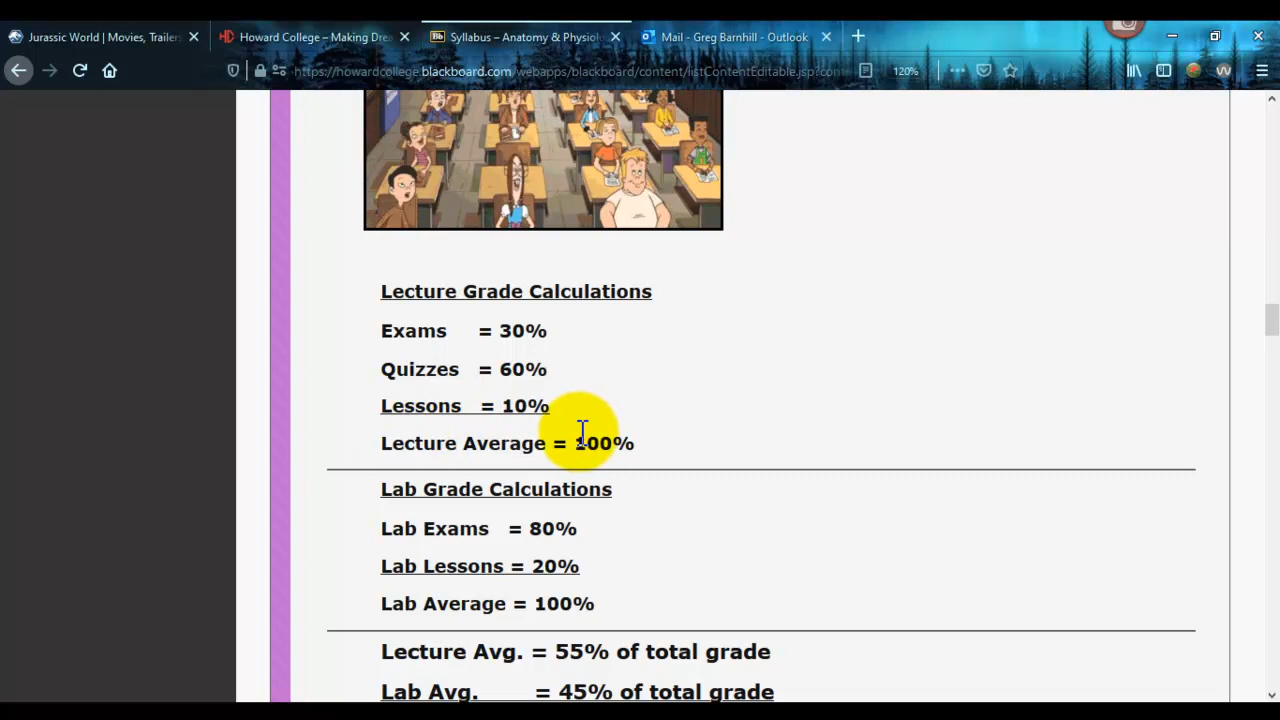 Jurassic World | Movies, Trailers
Howard College – Making Dre
Syllabus – Anatomy & Physiolo
Mail - Greg Barnhill - Outlook
https://howardcollege.blackboard.com/webapps/blackboard/content/listContentEditable.jsp?con
120%
Lecture Grade Calculations
Exams = 30%
Quizzes = 60%
Lessons = 10%
Lecture Average = 100%
Lab Grade Calculations
Lab Exams = 80%
Lab Lessons = 20%
Lab Average = 100%
Lecture Avg. = 55% of total grade
Lab Avg. = 45% of total grade